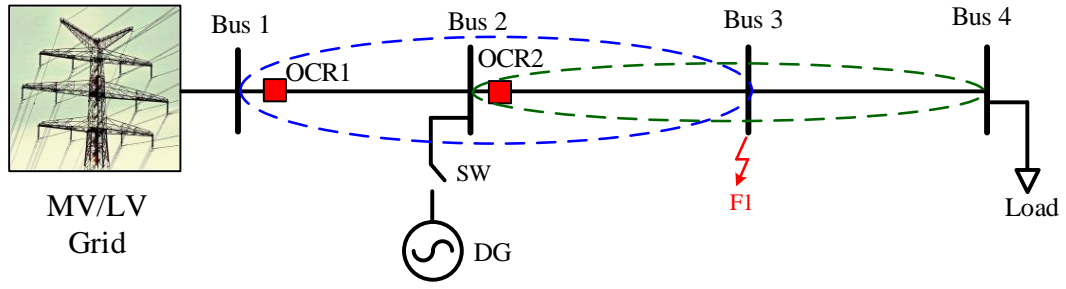 Bus 1
Bus 2
Bus 3
Bus 4
OCR1
OCR2
SW
MV/LV
Grid
F1
Load
DG